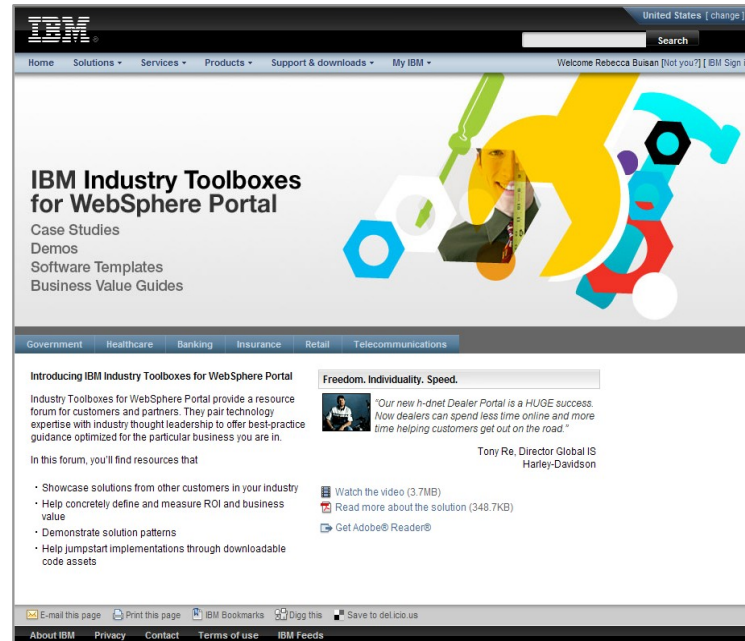 United States [ change ]
IBM®
Search
Home Solutions Services Products Support & downloads My IBM
Welcome Rebecca Buisan [Not you?] [ IBM Sign i
IBM Industry Toolboxes
for WebSphere Portal
Case Studies
Demos
Software Templates
Business Value Guides
Government Healthcare Banking Insurance Retail Telecommunications
Introducing IBM Industry Toolboxes for WebSphere Portal
Industry Toolboxes for WebSphere Portal provide a resource
forum for customers and partners. They pair technology
expertise with industry thought leadership to offer best-practice
guidance optimized for the particular business you are in.
In this forum, you'll find resources that
· Showcase solutions from other customers in your industry
· Help concretely define and measure ROI and business
value
· Demonstrate solution patterns
· Help jumpstart implementations through downloadable
code assets
Freedom. Individuality. Speed.
"Our new h-dnet Dealer Portal is a HUGE success.
Now dealers can spend less time online and more
time helping customers get out on the road."
Tony Re, Director Global IS
Harley-Davidson
Watch the video (3.7MB)
Read more about the solution (348.7KB)
Get Adobe® Reader®
E-mail this page Print this page IBM Bookmarks Digg this Save to del.icio.us
About IBM Privacy Contact Terms of use IBM Feeds